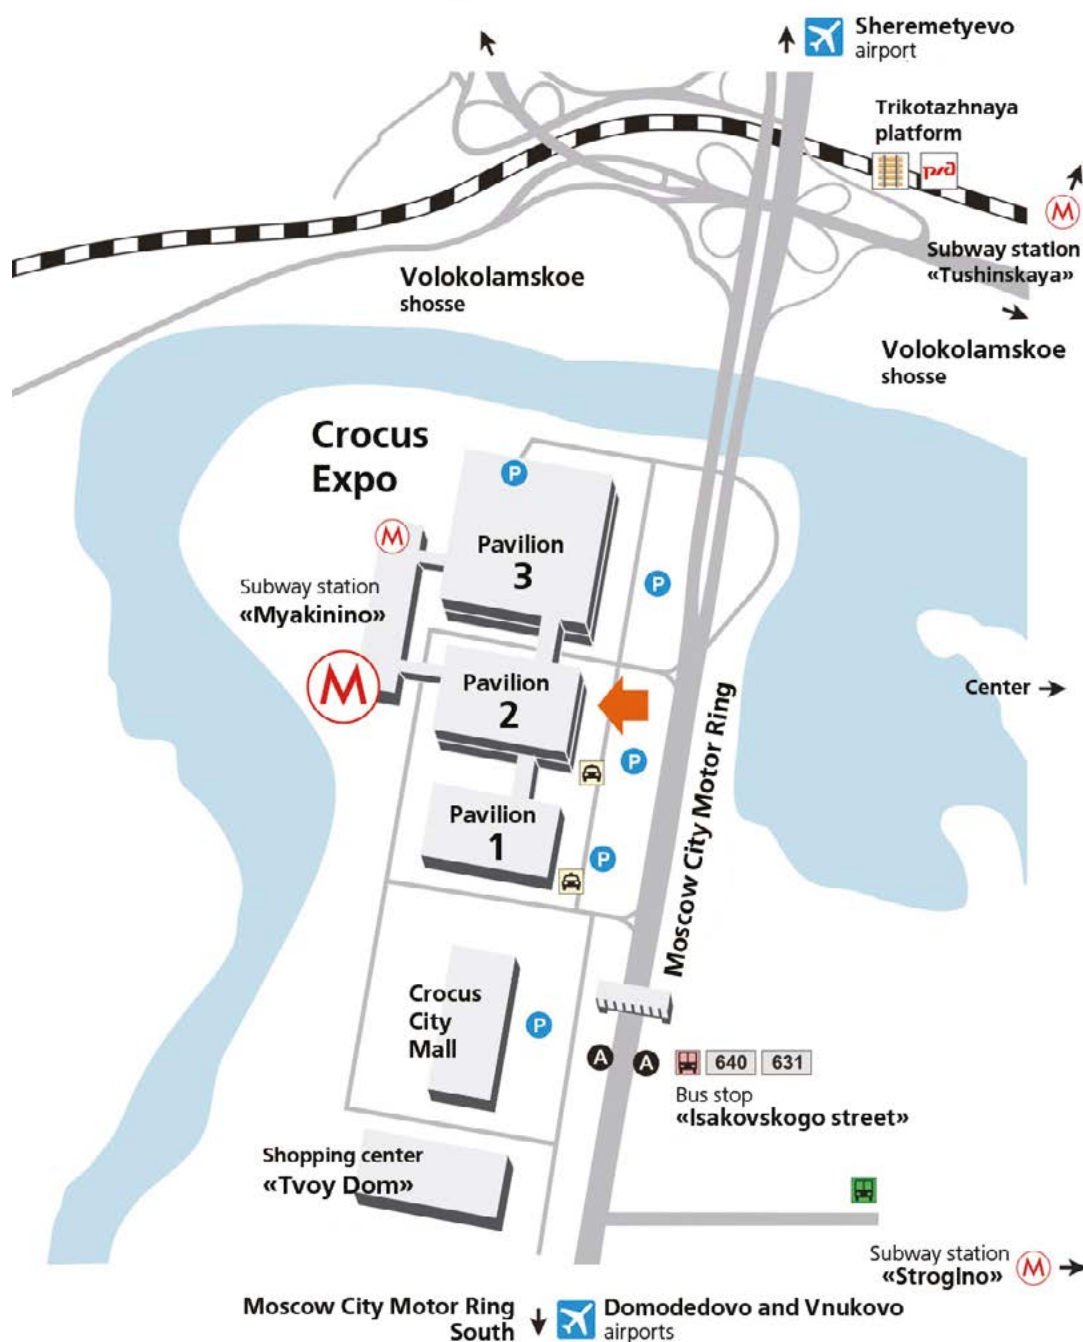 Sheremetyevo
airport
Trikotazhnaya
platform
pzd
M
Subway station
«Tushinskaya»
Volokolamskoe
shosse
Volokolamskoe
shosse
Crocus
Expo
P
Pavilion
3
M
P
Subway station
«Myakinino»
M
Pavilion
2
Center
Moscow City Motor Ring
P
Pavilion
1
P
Crocus
City
Mall
P
A A 640 631
Bus stop
«Isakovskogo street»
Shopping center
«Tvoy Dom»
Subway station
«Strogino» M
Moscow City Motor Ring
South
Domodedovo and Vnukovo
airports